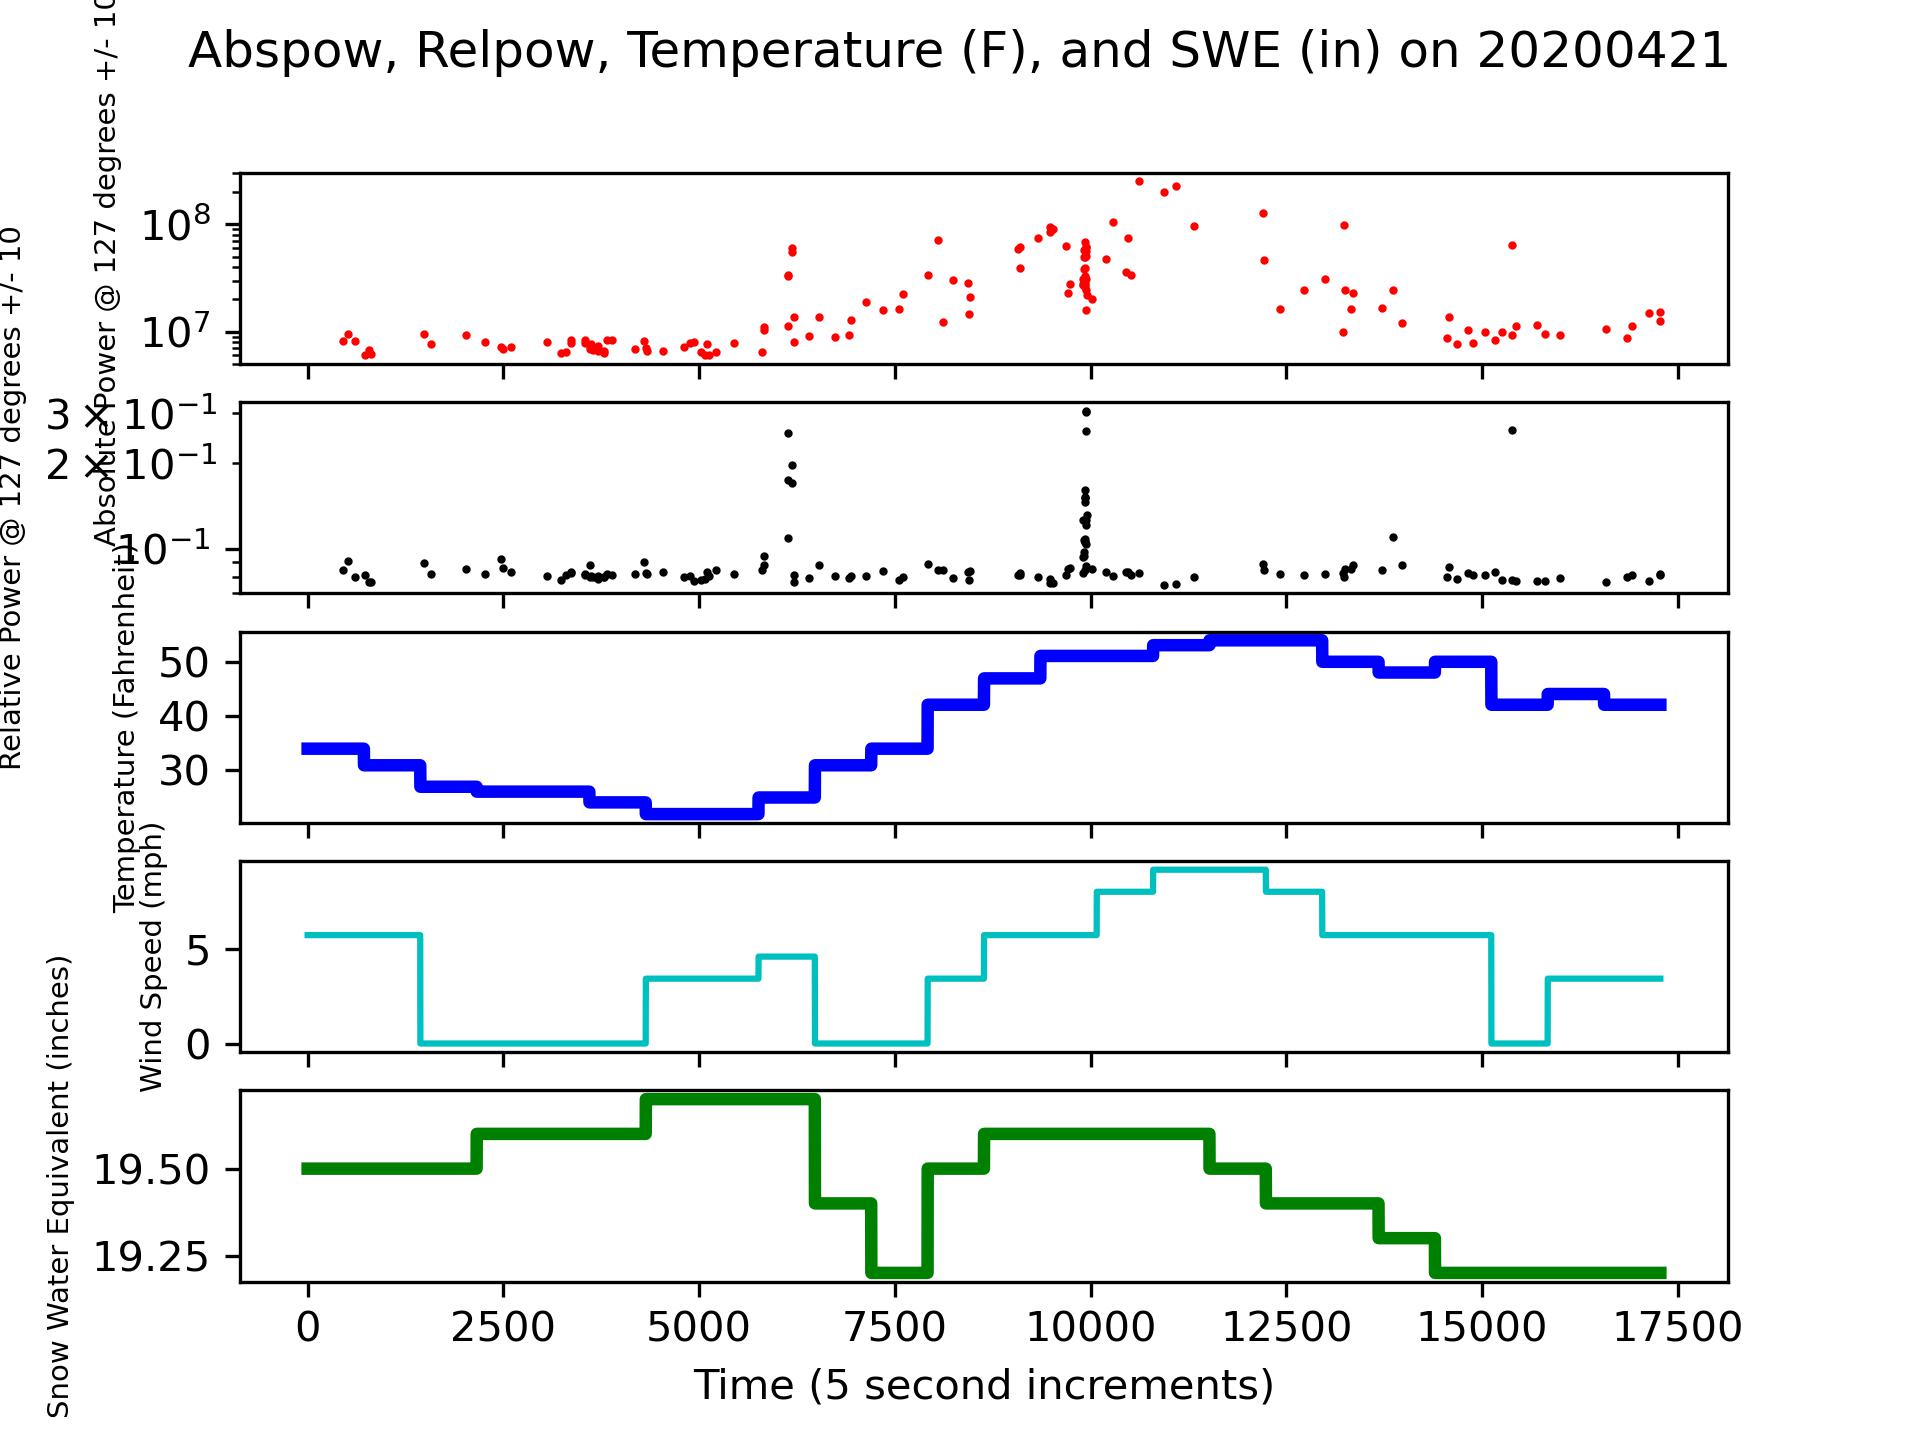 Abspow, Relpow, Temperature (F), and SWE (in) on 20200421
Absolute Power @ 127 degrees +/- 10
10⁸
10⁷
Relative Power @ 127 degrees +/- 10
3 × 10⁻¹
2 × 10⁻¹
10⁻¹
Temperature (Fahrenheit)
50
40
30
Wind Speed (mph)
5
0
Snow Water Equivalent (inches)
19.50
19.25
0 2500 5000 7500 10000 12500 15000 17500
Time (5 second increments)